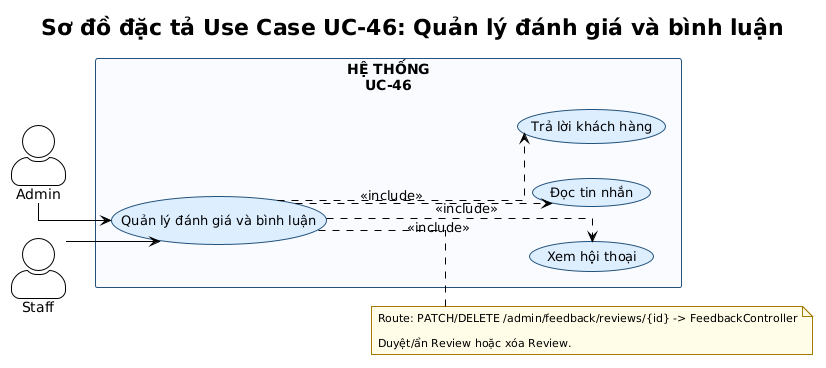 Sơ đồ đặc tả Use Case UC-46: Quản lý đánh giá và bình luận
HỆ THỐNG
UC-46
Trả lời khách hàng
Admin
Đọc tin nhắn
«include»
«include»
Quản lý đánh giá và bình luận
«include»
Xem hội thoại
Staff
Route: PATCH/DELETE /admin/feedback/reviews/{id} -> FeedbackController
Duyệt/ẩn Review hoặc xóa Review.